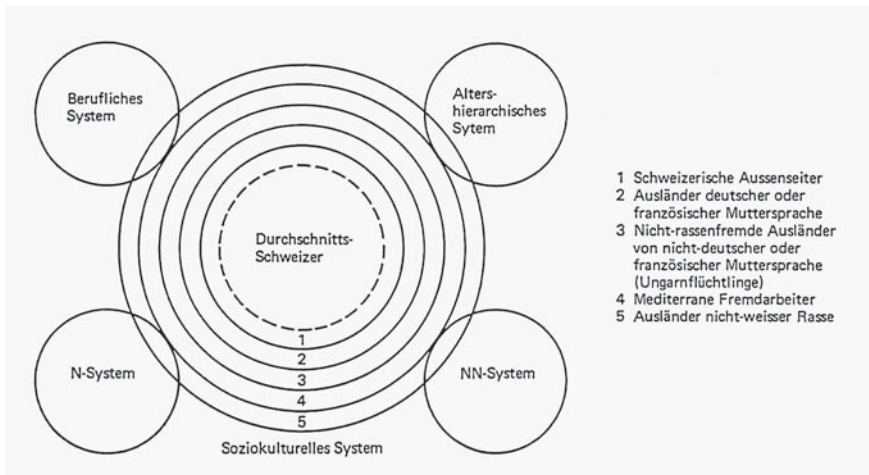 Berufliches
System
Alters-
hierarchisches
Sytem
Durchschnitts-
Schweizer
1
2
3
4
5
N-System
NN-System
Soziokulturelles System
1 Schweizerische Aussenseiter
2 Ausländer deutscher oder
französischer Muttersprache
3 Nicht-rassenfremde Ausländer
von nicht-deutscher oder
französischer Muttersprache
(Ungarnflüchtlinge)
4 Mediterrane Fremdarbeiter
5 Ausländer nicht-weisser Rasse